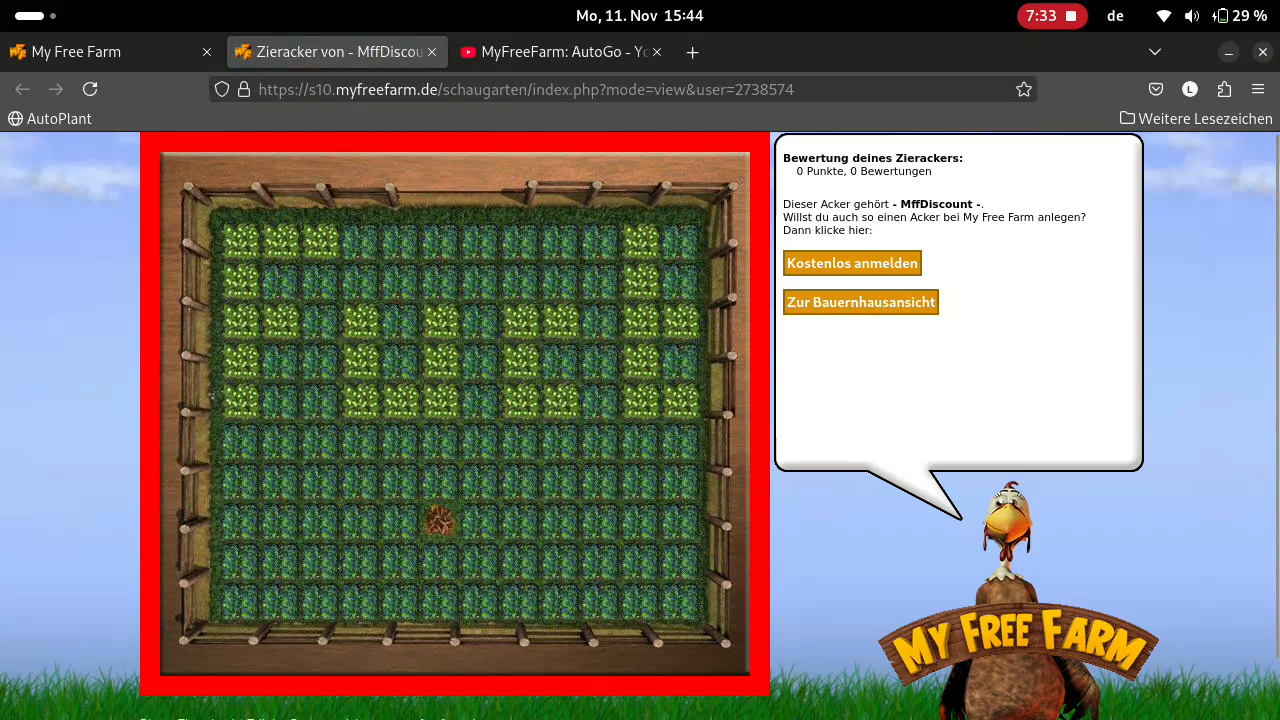 Mo, 11. Nov 15:44
7:33
de
29 %
My Free Farm
Zieracker von - MffDiscou
MyFreeFarm: AutoGo - Yo
https://s10.myfreefarm.de/schaugarten/index.php?mode=view&user=2738574
L
AutoPlant
Weitere Lesezeichen
Bewertung deines Zierackers:
0 Punkte, 0 Bewertungen
Dieser Acker gehört - MffDiscount -.
Willst du auch so einen Acker bei My Free Farm anlegen?
Dann klicke hier:
Kostenlos anmelden
Zur Bauernhausansicht
MY FREE FARM